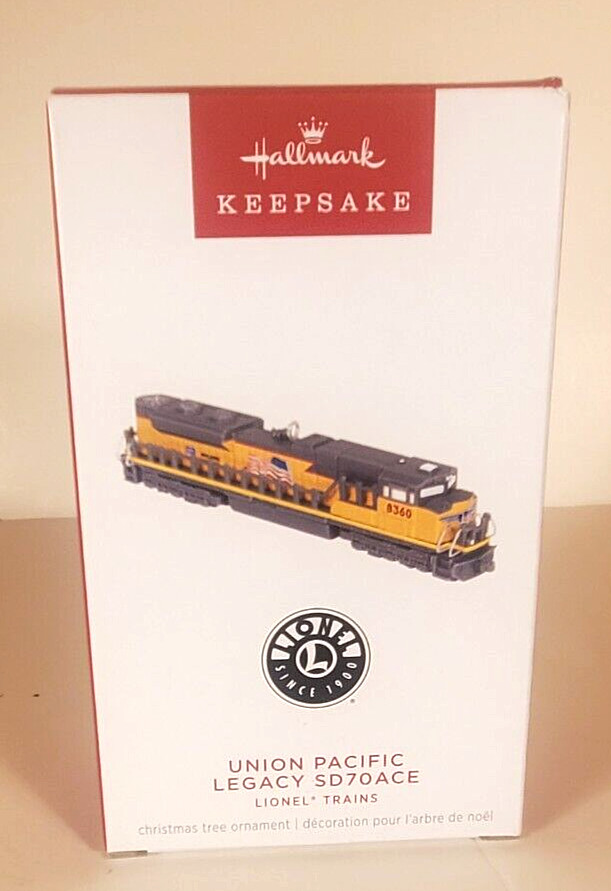 Hallmark
KEEPSAKE
8360
LIONEL
L
SINCE 1900
®
UNION PACIFIC
LEGACY SD70ACE
LIONEL® TRAINS
christmas tree ornament | décoration pour l'arbre de noël